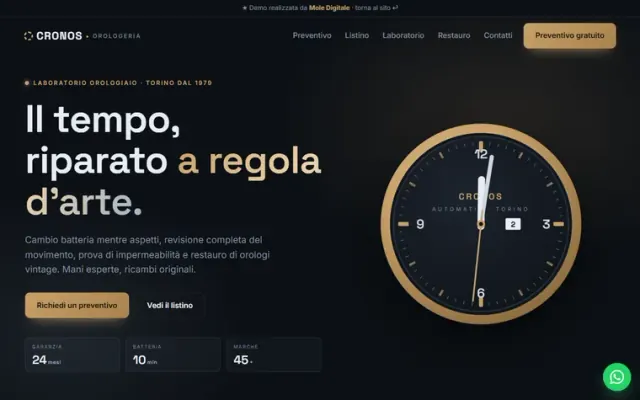 ★ Demo realizzata da Mole Digitale · torna al sito ↵
CRONOS • OROLOGERIA
Preventivo Listino Laboratorio Restauro Contatti Preventivo gratuito
LABORATORIO OROLOGIAIO · TORINO DAL 1979
Il tempo,
riparato a regola
d'arte.
Cambio batteria mentre aspetti, revisione completa del
movimento, prova di impermeabilità e restauro di orologi
vintage. Mani esperte, ricambi originali.
Richiedi un preventivo Vedi il listino
GARANZIA
24 mesi
BATTERIA
10 min
MARCHE
45 +
12
CRONOS
AUTOMATI TORINO
9 2 3
6